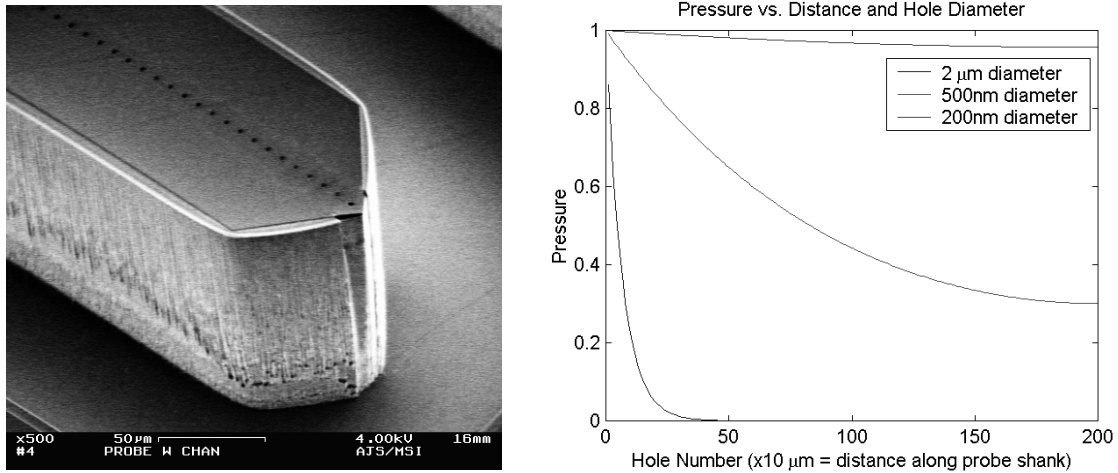 x500
50µm
4.00kV
16mm
#4
PROBE W CHAN
AJS/MSI
Pressure vs. Distance and Hole Diameter
2 µm diameter
500nm diameter
200nm diameter
Pressure
1
0.8
0.6
0.4
0.2
0
0
50
100
150
200
Hole Number (x10 µm = distance along probe shank)